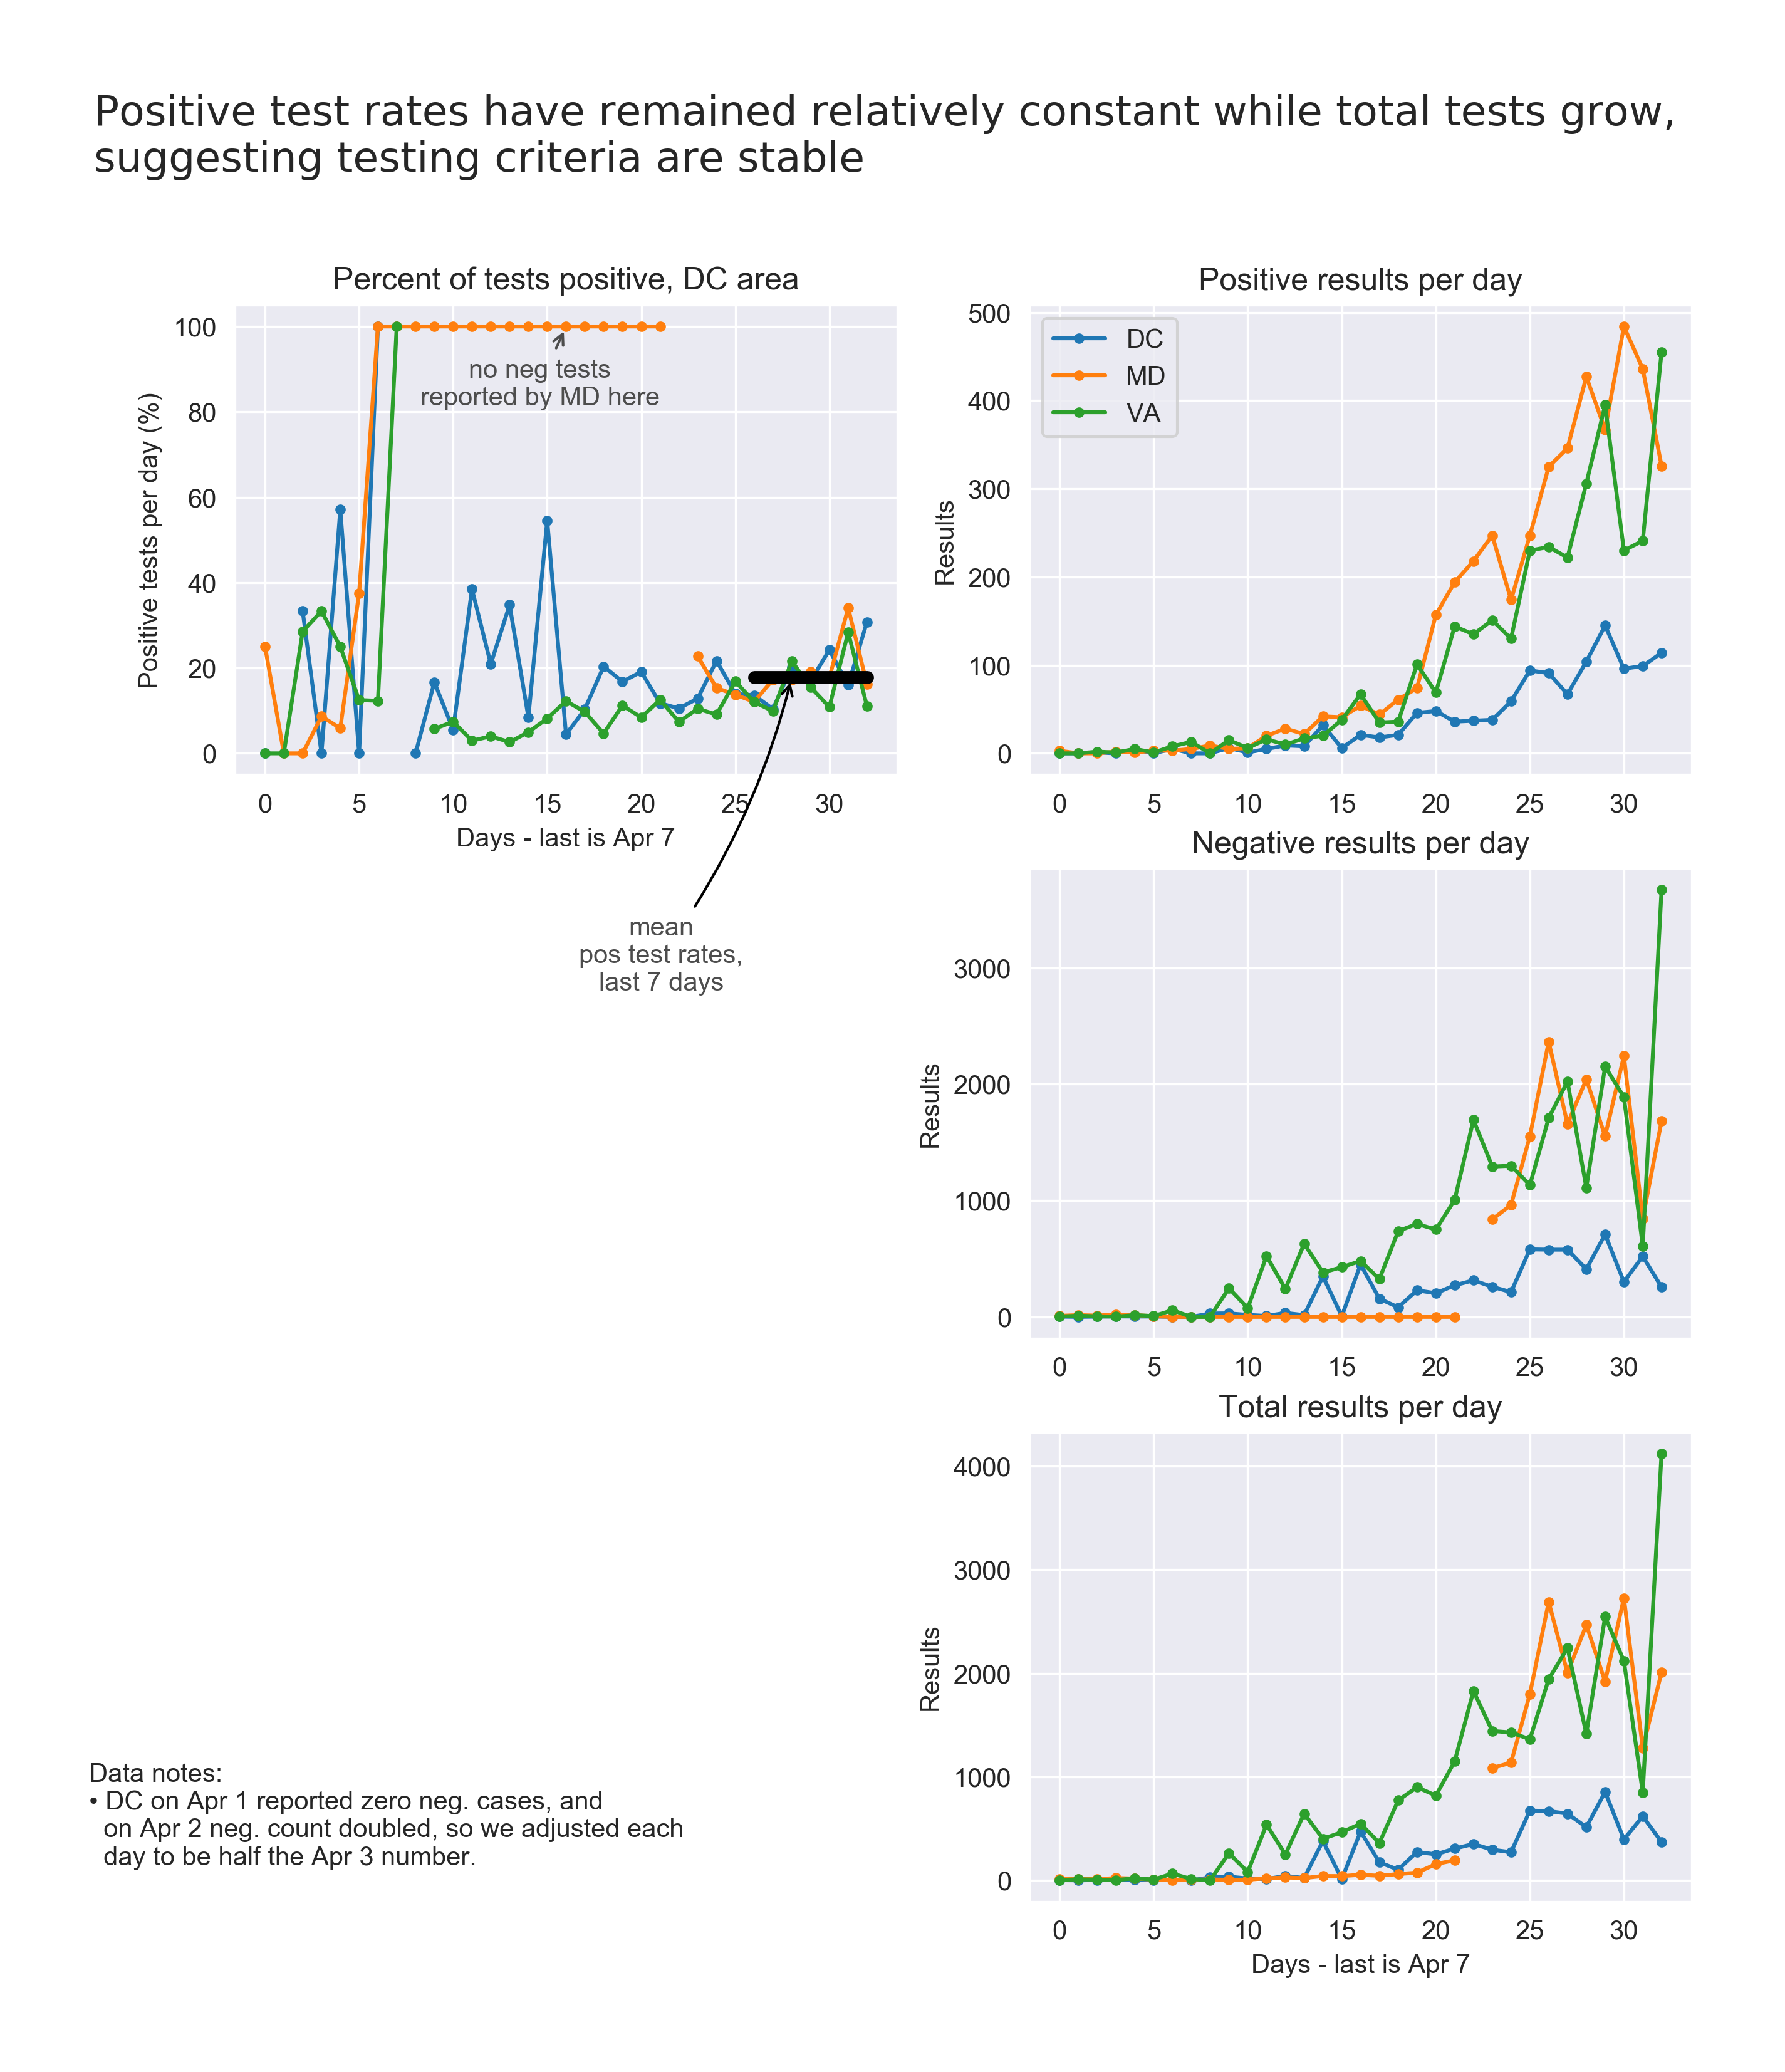 Positive test rates have remained relatively constant while total tests grow,
suggesting testing criteria are stable
Percent of tests positive, DC area
Positive tests per day (%)
100
80
60
40
20
0
no neg tests
reported by MD here
0 5 10 15 20 25 30
Days - last is Apr 7
mean
pos test rates,
last 7 days
Positive results per day
Results
500
400
300
200
100
0
DC
MD
VA
0 5 10 15 20 25 30
Negative results per day
Results
3000
2000
1000
0
0 5 10 15 20 25 30
Total results per day
Results
4000
3000
2000
1000
0
0 5 10 15 20 25 30
Days - last is Apr 7
Data notes:
• DC on Apr 1 reported zero neg. cases, and
on Apr 2 neg. count doubled, so we adjusted each
day to be half the Apr 3 number.